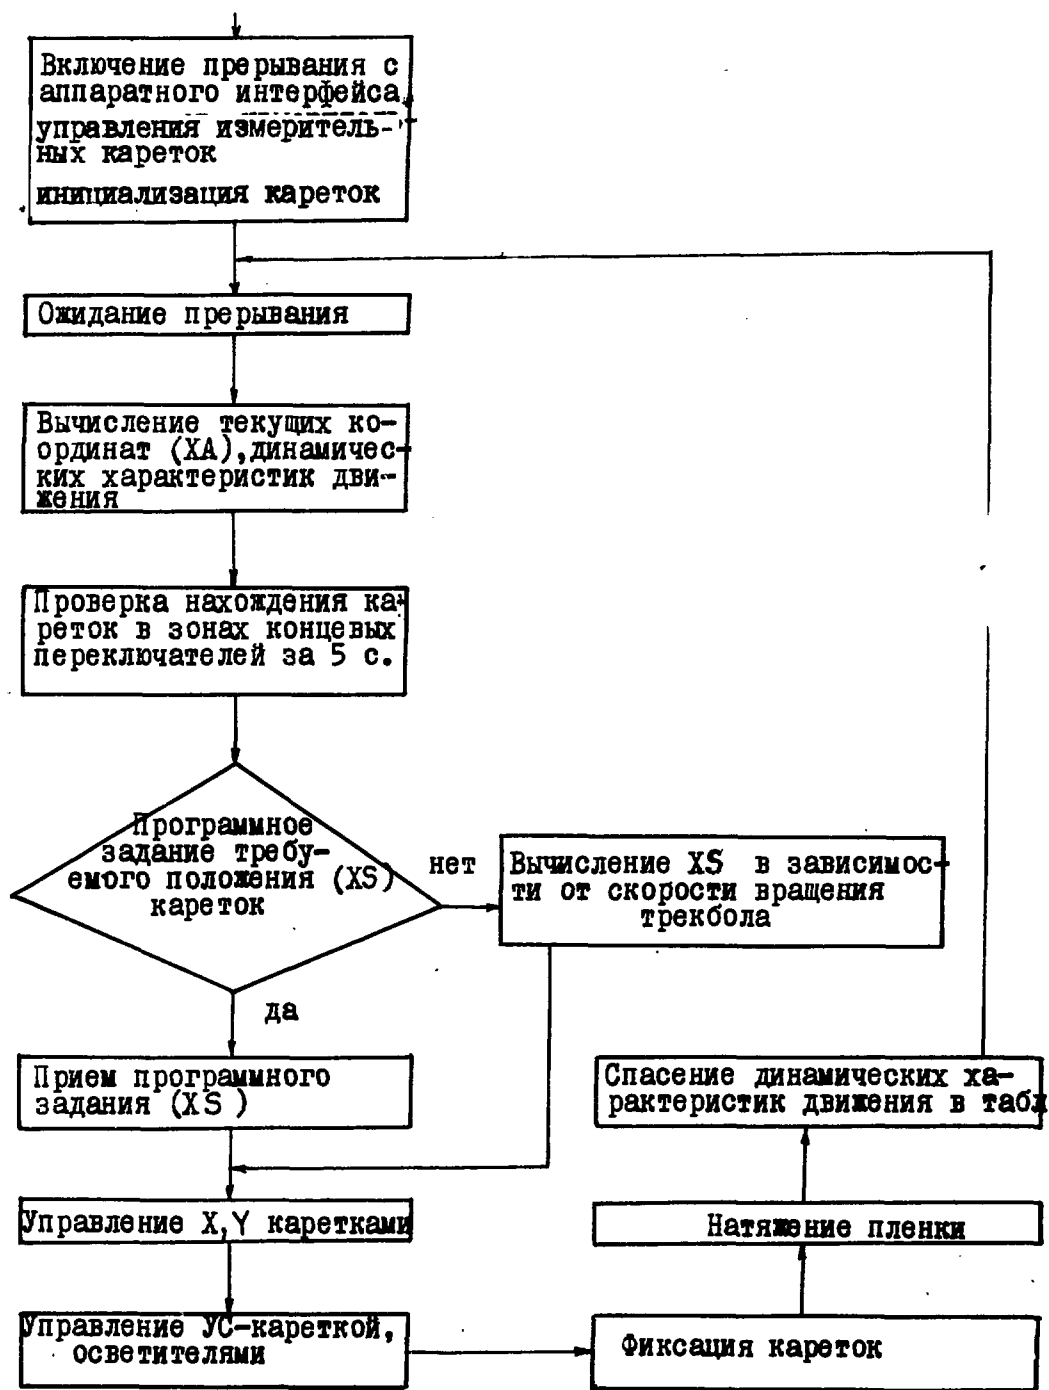 Включение прерывания с
аппаратного интерфейса,
управления измеритель-
ных кареток
инициализация кареток
Ожидание прерывания
Вычисление текущих ко-
ординат (XA),динамичес-
ких характеристик дви-
жения
Проверка нахождения ка-
реток в зонах концевых
переключателей за 5 с.
Программное
задание требу-
емого положения (XS)
кареток
нет
Вычисление XS в зависимос-
ти от скорости вращения
трекбола
да
Прием программного
задания (XS )
Управление X,Y каретками
Управление УС-кареткой,
осветителями
Фиксация кареток
Натяжение пленки
Спасение динамических ха-
рактеристик движения в табл